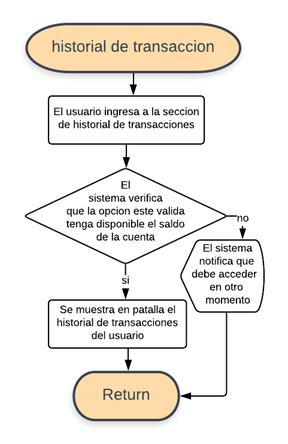 historial de transaccion
El usuario ingresa a la seccion
de historial de transacciones
El
sistema verifica
que la opcion este valida
tenga disponible el saldo
de la cuenta
no
El sistema
notifica que
debe acceder
en otro
momento
si
Se muestra en patalla el
historial de transacciones
del usuario
Return